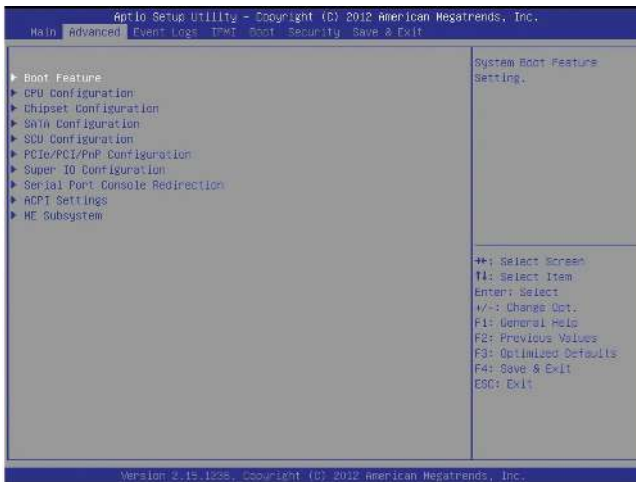 Aptio Setup Utility - Copyright (C) 2012 American Megatrends, Inc.
Main Advanced Event Logs IPMI Boot Security Save & Exit
Boot Feature
CPU Configuration
Chipset Configuration
SATA Configuration
SCU Configuration
PCIe/PCI/PnP Configuration
Super IO Configuration
Serial Port Console Redirection
ACPI Settings
ME Subsystem
System Boot Feature
Setting.
→←: Select Screen
↑↓: Select Item
Enter: Select
+/-: Change Opt.
F1: General Help
F2: Previous Values
F3: Optimized Defaults
F4: Save & Exit
ESC: Exit
Version 2.15.1236. Copyright (C) 2012 American Megatrends, Inc.